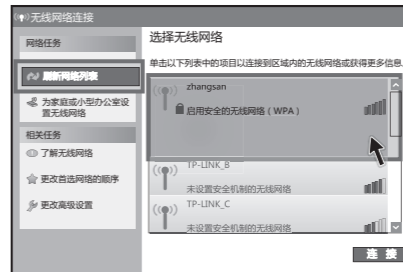 无线网络连接
网络任务
刷新网络列表
为家庭或小型办公室设
置无线网络
相关任务
了解无线网络
更改首选网络的顺序
更改高级设置
选择无线网络
单击以下列表中的项目以连接到区域内的无线网络或获得更多信息
zhangsan
启用安全的无线网络（WPA）
TP-LINK_B
未设置安全机制的无线网络
TP-LINK_C
未设置安全机制的无线网络
连 接